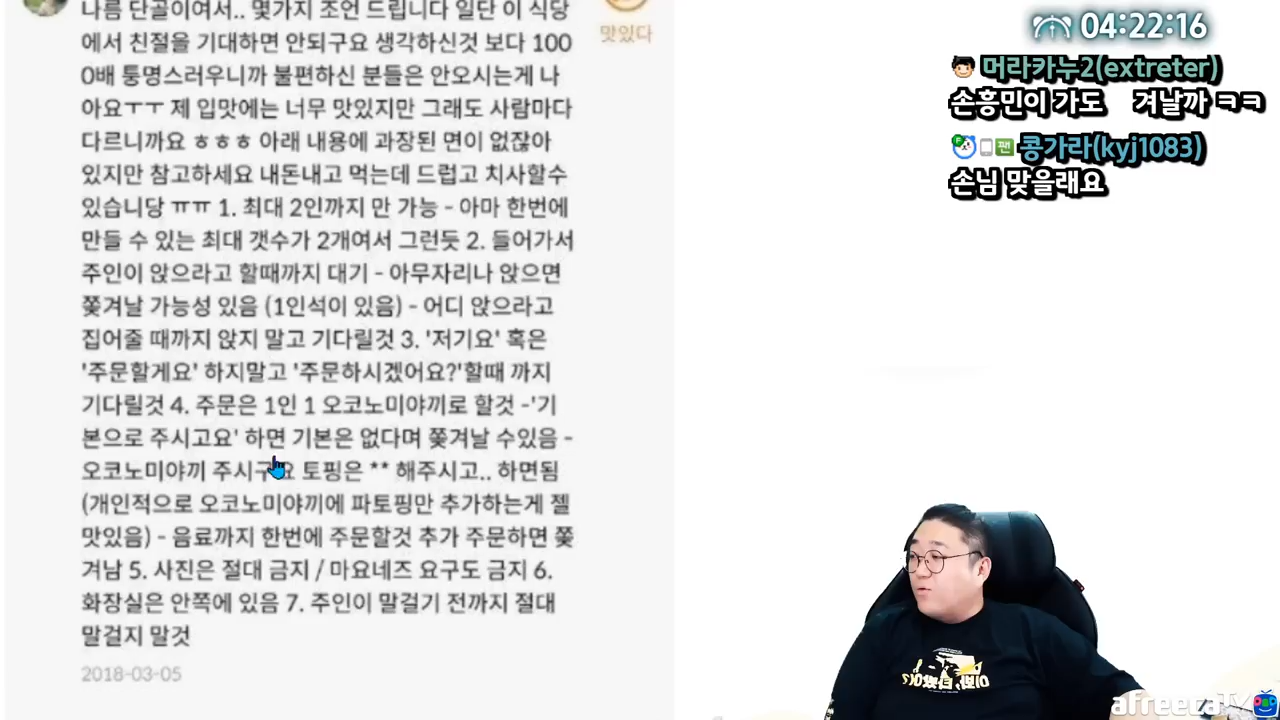 나름 단골이여서.. 몇가지 조언 드립니다 일단 이 식당
에서 친절을 기대하면 안되구요 생각하신것 보다 100
0배 퉁명스러우니까 불편하신 분들은 안오시는게 나
아요ㅜㅜ 제 입맛에는 너무 맛있지만 그래도 사람마다
다르니까요 ㅎㅎㅎ 아래 내용에 과장된 면이 없잖아
있지만 참고하세요 내돈내고 먹는데 드럽고 치사할수
있습니당 ㅠㅠ 1. 최대 2인까지 만 가능 - 아마 한번에
만들 수 있는 최대 갯수가 2개여서 그런듯 2. 들어가서
주인이 앉으라고 할때까지 대기 - 아무자리나 앉으면
쫓겨날 가능성 있음 (1인석이 있음) - 어디 앉으라고
집어줄 때까지 앉지 말고 기다릴것 3. '저기요' 혹은
'주문할게요' 하지말고 '주문하시겠어요?'할때 까지
기다릴것 4. 주문은 1인 1 오코노미야끼로 할것 -'기
본으로 주시고요' 하면 기본은 없다며 쫓겨날 수있음 -
오코노미야끼 주시구요 토핑은 ** 해주시고.. 하면됨
(개인적으로 오코노미야끼에 파토핑만 추가하는게 젤
맛있음) - 음료까지 한번에 주문할것 추가 주문하면 쫓
겨남 5. 사진은 절대 금지 / 마요네즈 요구도 금지 6.
화장실은 안쪽에 있음 7. 주인이 말걸기 전까지 절대
말걸지 말것
2018-03-05
맛있다
04:22:16
머라카누2(extreter)
손흥민이 가도 겨날까 ㅋㅋ
팬 콩가라(kyj1083)
손님 맞을래요
afreecaTV